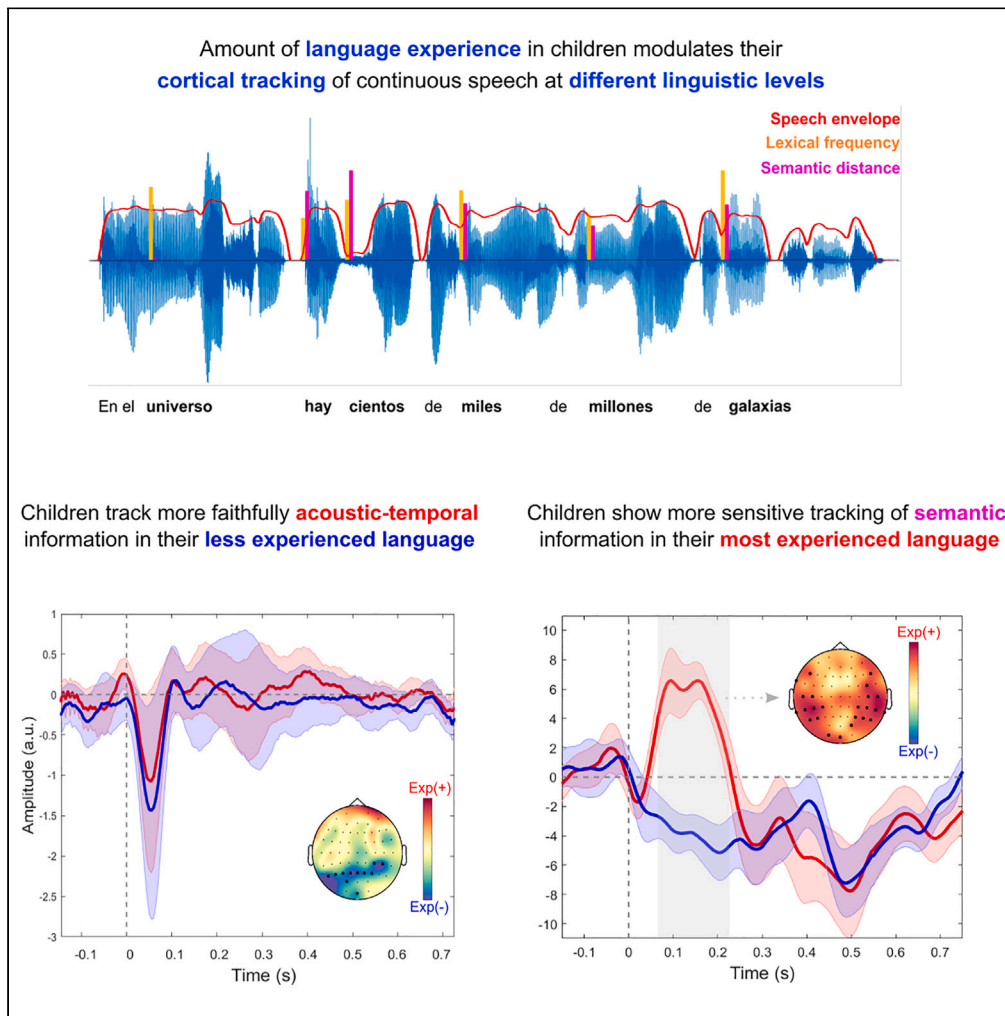 Amount of language experience in children modulates their
cortical tracking of continuous speech at different linguistic levels
Speech envelope
Lexical frequency
Semantic distance
En el universo hay cientos de miles de millones de galaxias
Children track more faithfully acoustic-temporal
information in their less experienced language
Children show more sensitive tracking of semantic
information in their most experienced language
1
0.5
0
-0.5
-1
-1.5
-2
-2.5
-3
Amplitude (a.u.)
Exp(+)
Exp(-)
-0.1 0 0.1 0.2 0.3 0.4 0.5 0.6 0.7
Time (s)
10
8
6
4
2
0
-2
-4
-6
-8
-10
Exp(+)
Exp(-)
-0.1 0 0.1 0.2 0.3 0.4 0.5 0.6 0.7
Time (s)